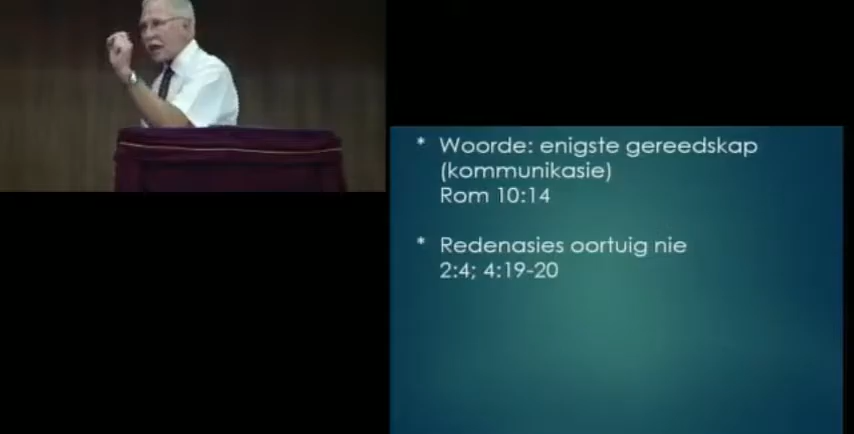 * Woorde: enigste gereedskap
(kommunikasie)
Rom 10:14
* Redenasies oortuig nie
2:4; 4:19-20